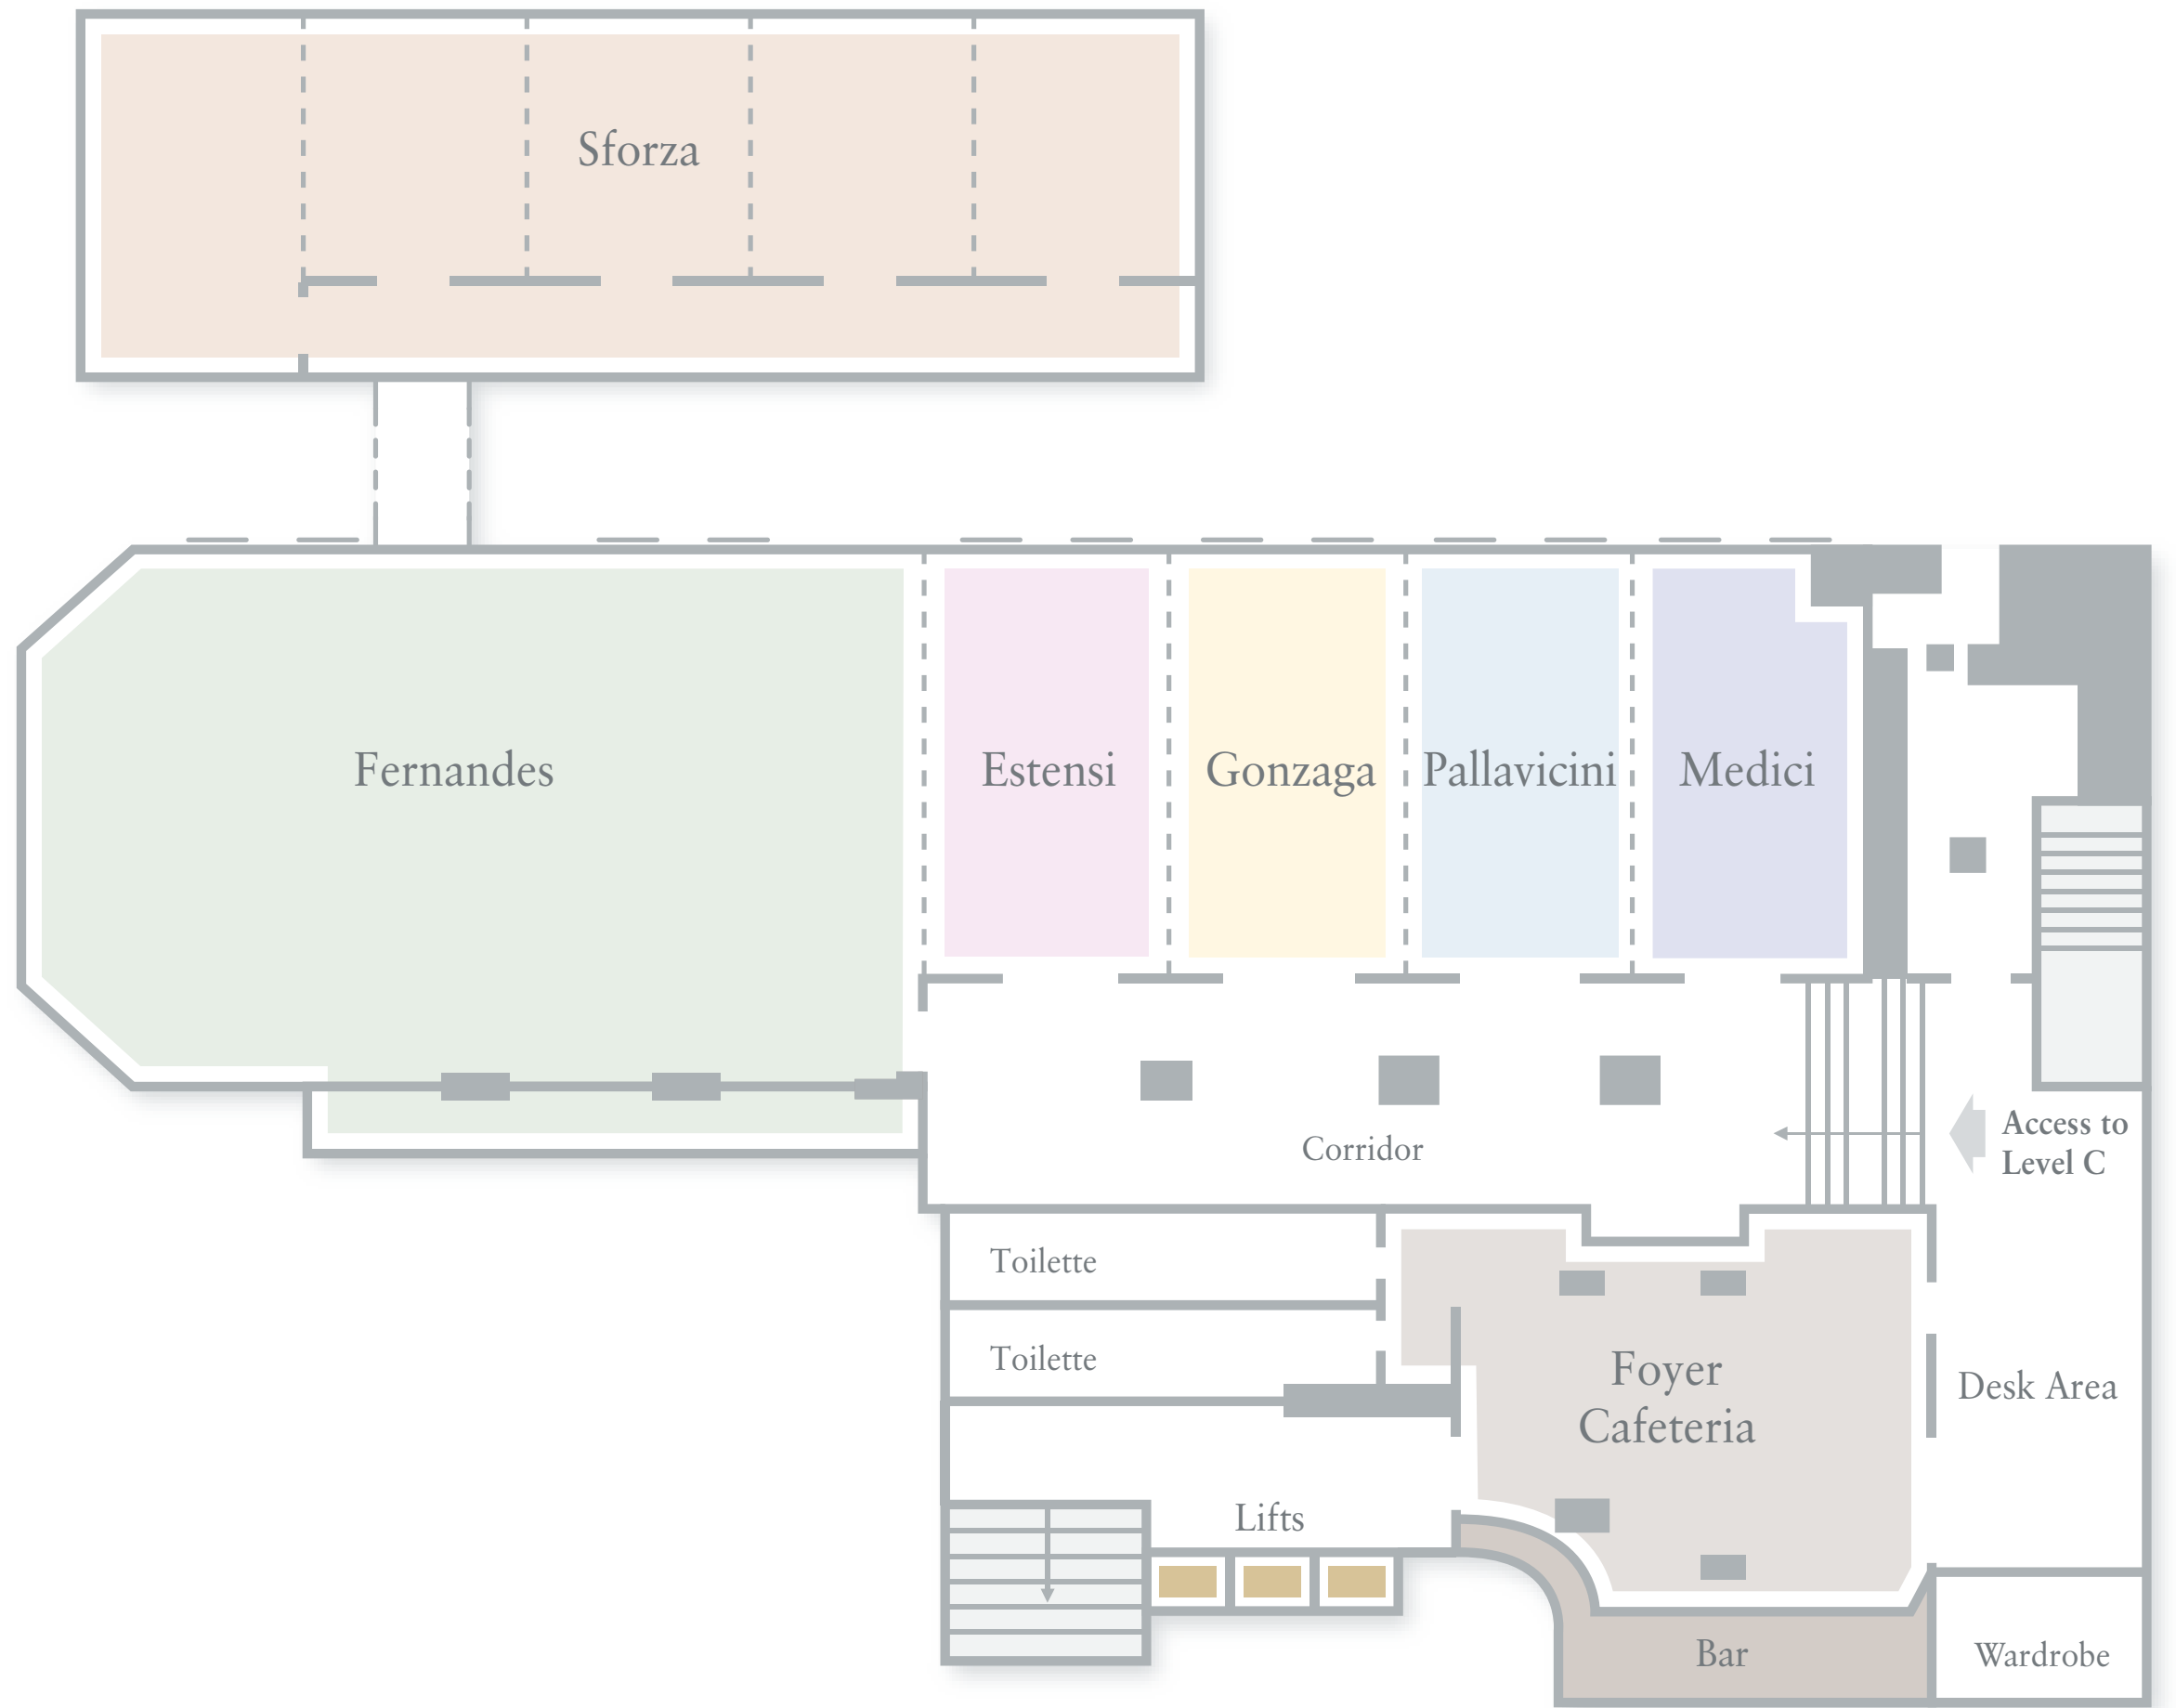 Sforza
Fernandes
Estensi
Gonzaga
Pallavicini
Medici
Access to
Level C
Corridor
Toilette
Toilette
Foyer
Cafeteria
Desk Area
Lifts
Bar
Wardrobe